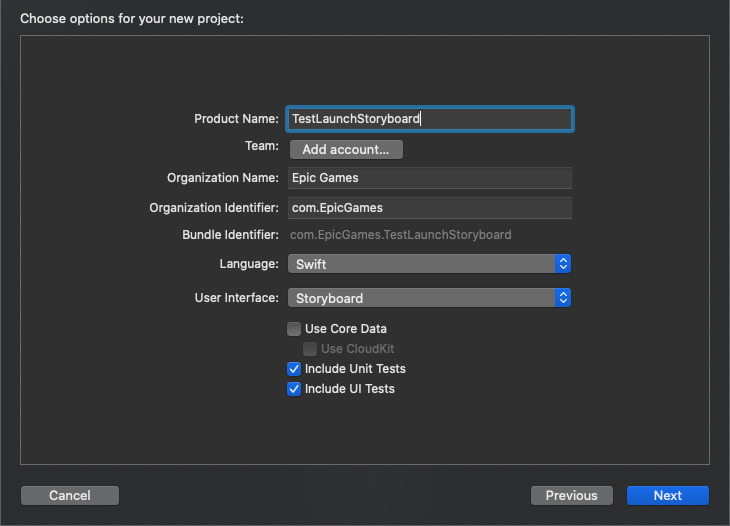 Choose options for your new project:
Product Name: TestLaunchStoryboard
Team: Add account...
Organization Name: Epic Games
Organization Identifier: com.EpicGames
Bundle Identifier: com.EpicGames.TestLaunchStoryboard
Language: Swift
User Interface: Storyboard
Use Core Data
Use CloudKit
Include Unit Tests
Include UI Tests
Cancel Previous Next